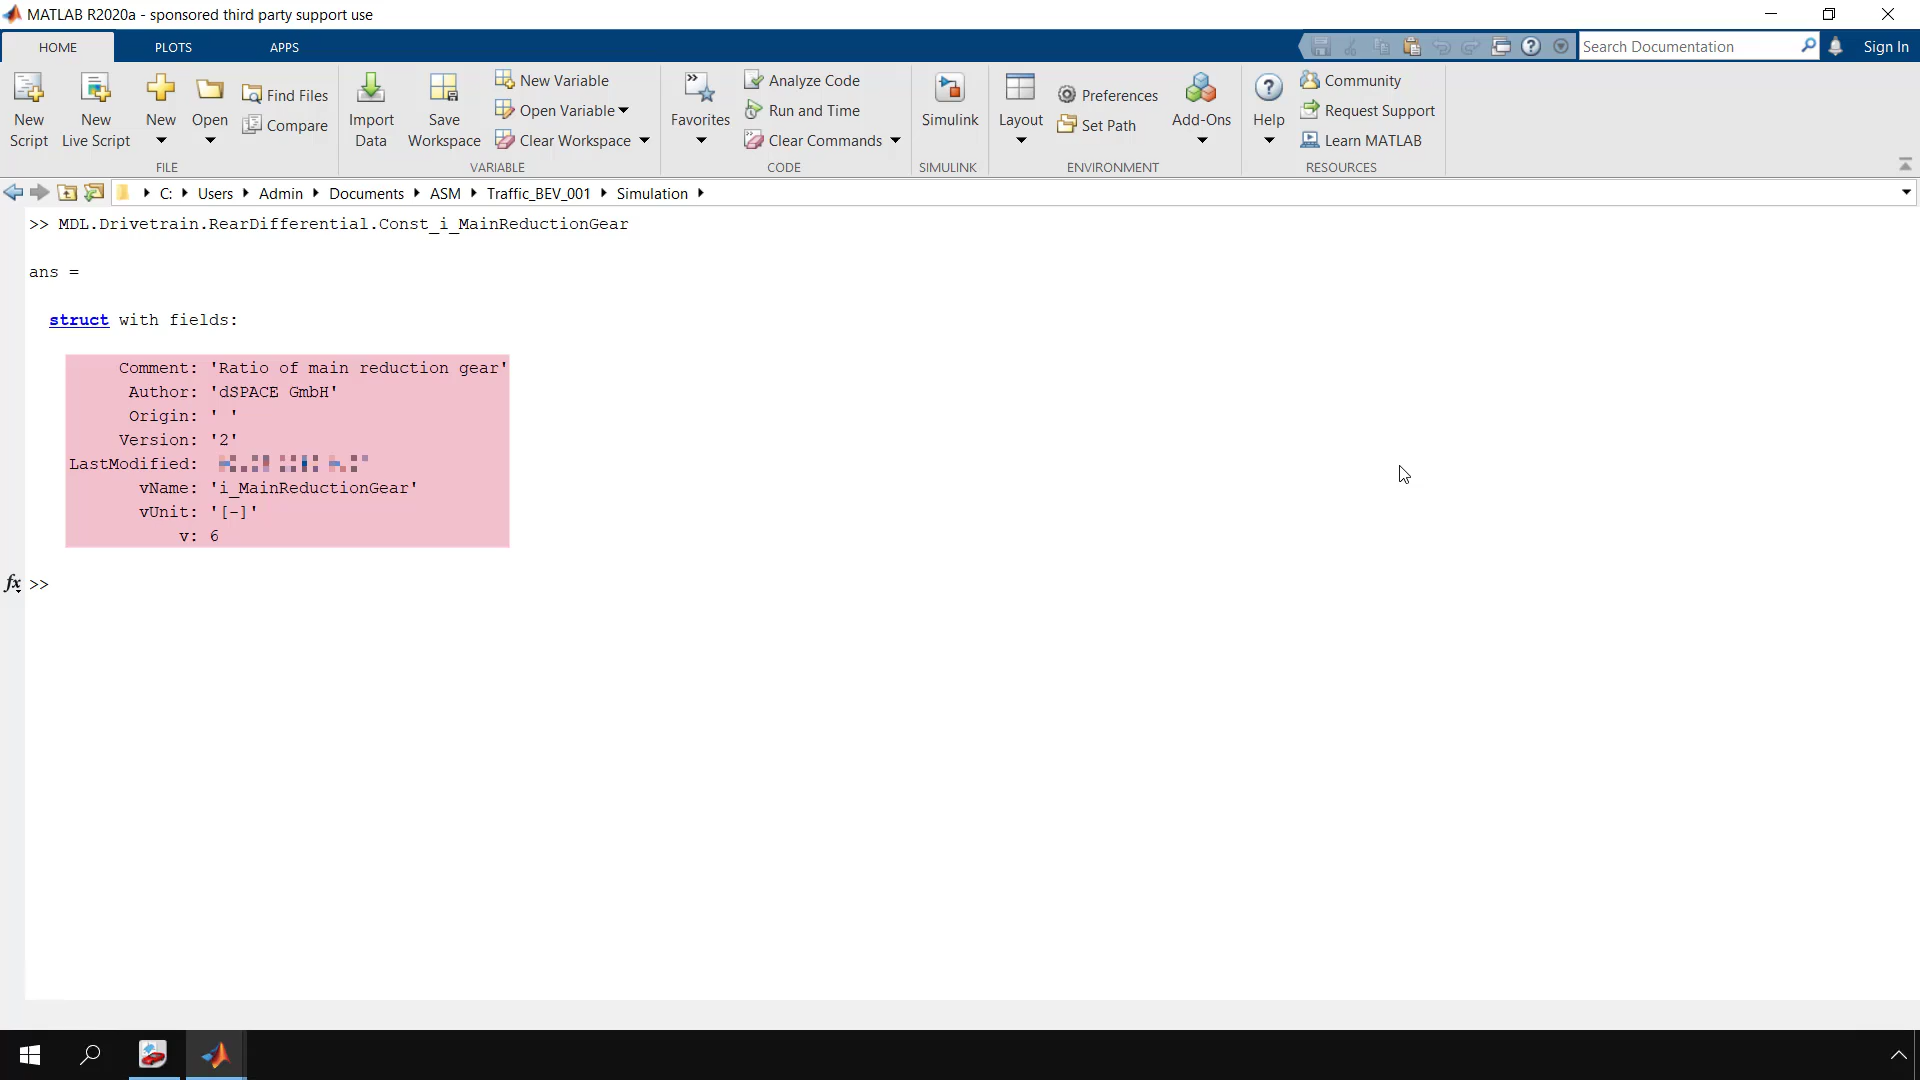 MATLAB R2020a - sponsored third party support use
HOME PLOTS APPS
Search Documentation
Sign In
New Script
New Live Script
New
Open
Find Files
Compare
FILE
Import Data
Save Workspace
New Variable
Open Variable
Clear Workspace
VARIABLE
Favorites
Analyze Code
Run and Time
Clear Commands
CODE
Simulink
SIMULINK
Layout
Preferences
Set Path
Add-Ons
ENVIRONMENT
Help
Community
Request Support
Learn MATLAB
RESOURCES
C: Users Admin Documents ASM Traffic_BEV_001 Simulation
>> MDL.Drivetrain.RearDifferential.Const_i_MainReductionGear
ans =
struct with fields:
Comment: 'Ratio of main reduction gear'
Author: 'dSPACE GmbH'
Origin: ' '
Version: '2'
LastModified:
vName: 'i_MainReductionGear'
vUnit: '[-]'
v: 6
fx >>